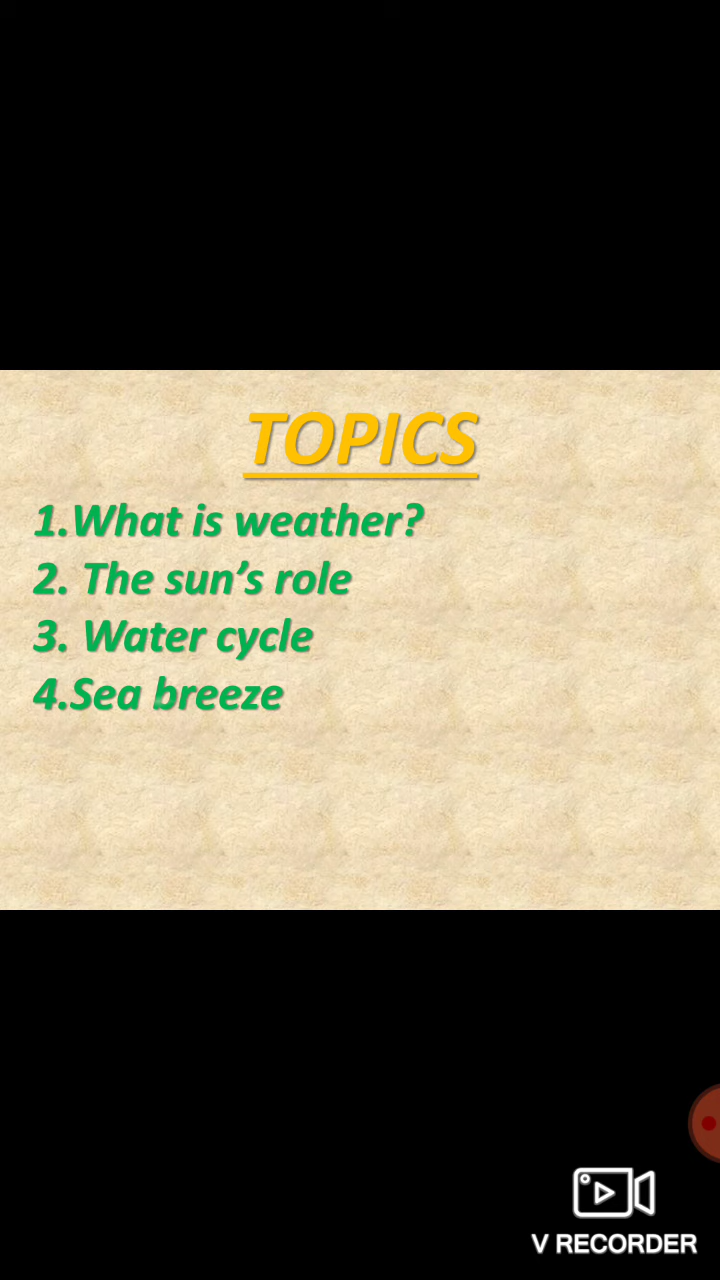 TOPICS
1.What is weather?
2. The sun’s role
3. Water cycle
4.Sea breeze
V RECORDER